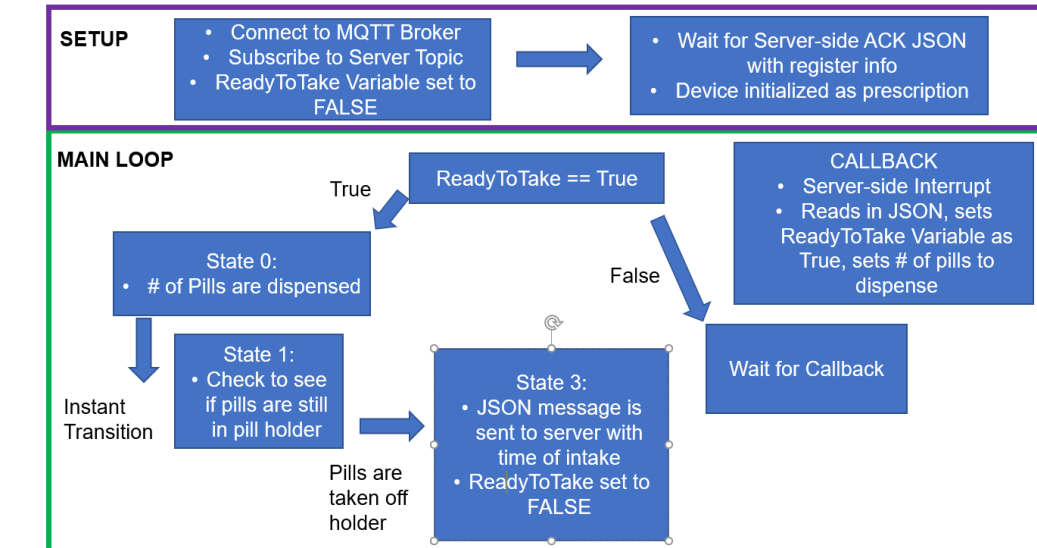 SETUP
• Connect to MQTT Broker
• Subscribe to Server Topic
• ReadyToTake Variable set to
FALSE
• Wait for Server-side ACK JSON
with register info
• Device initialized as prescription
MAIN LOOP
ReadyToTake == True
True
False
State 0:
• # of Pills are dispensed
Instant
Transition
State 1:
• Check to see
if pills are still
in pill holder
Pills are
taken off
holder
State 3:
• JSON message is
sent to server with
time of intake
• ReadyToTake set to
FALSE
CALLBACK
• Server-side Interrupt
• Reads in JSON, sets
ReadyToTake Variable as
True, sets # of pills to
dispense
Wait for Callback